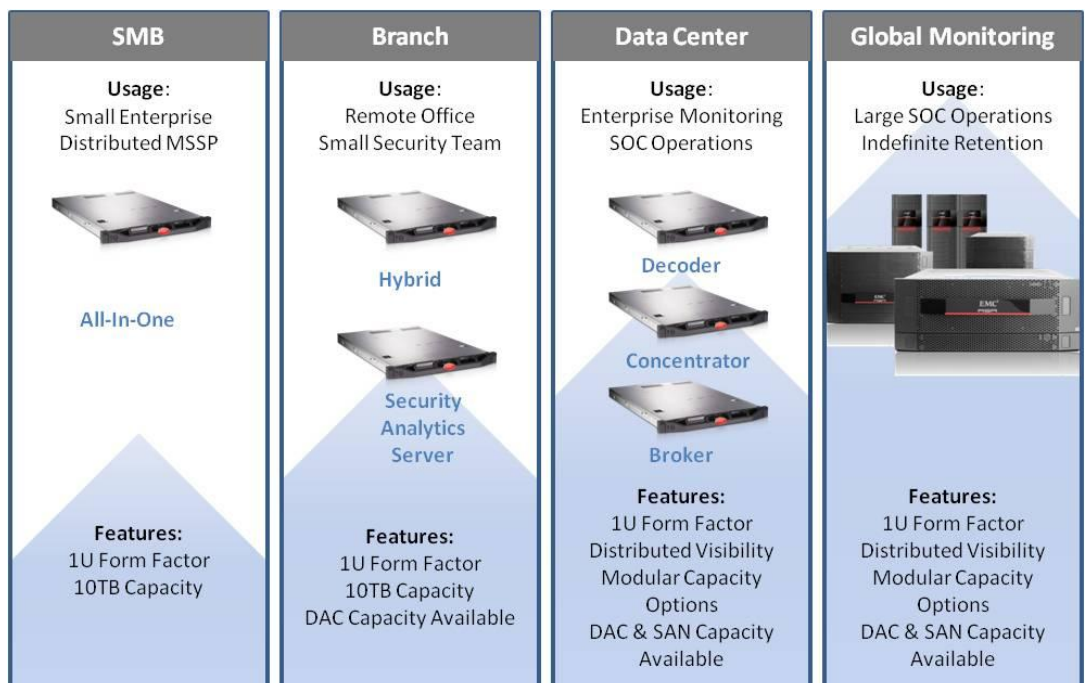 SMB
Usage:
Small Enterprise
Distributed MSSP
All-In-One
Features:
1U Form Factor
10TB Capacity
Branch
Usage:
Remote Office
Small Security Team
Hybrid
Security
Analytics
Server
Features:
1U Form Factor
10TB Capacity
DAC Capacity Available
Data Center
Usage:
Enterprise Monitoring
SOC Operations
Decoder
Concentrator
Broker
Features:
1U Form Factor
Distributed Visibility
Modular Capacity
Options
DAC & SAN Capacity
Available
Global Monitoring
Usage:
Large SOC Operations
Indefinite Retention
EMC²
Features:
1U Form Factor
Distributed Visibility
Modular Capacity
Options
DAC & SAN Capacity
Available